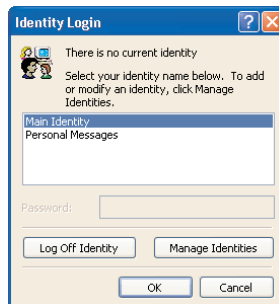 Identity Login
There is no current identity
Select your identity name below. To add
or modify an identity, click Manage
Identities.
Main Identity
Personal Messages
Password:
Log Off Identity Manage Identities
OK Cancel